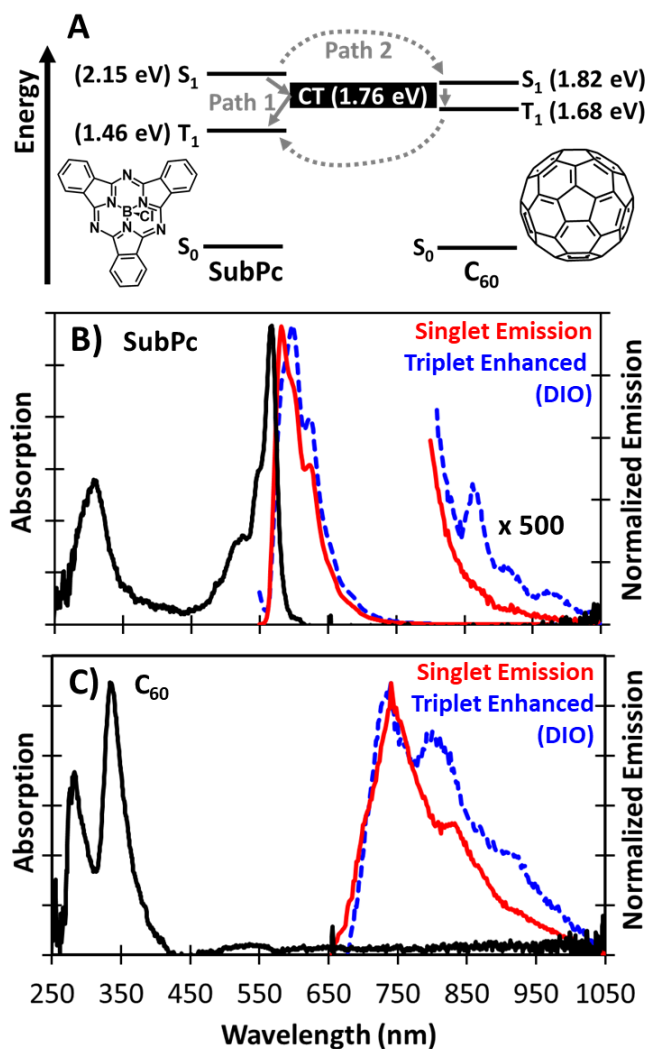 A
Energy
Path 2
(2.15 eV) S1
S1 (1.82 eV)
Path 1
CT (1.76 eV)
(1.46 eV) T1
T1 (1.68 eV)
N
N
N
N
B
Cl
N
N
S0
SubPc
S0
C60
B)
SubPc
Singlet Emission
Triplet Enhanced
(DIO)
x 500
Absorption
Normalized Emission
C)
C60
Singlet Emission
Triplet Enhanced
(DIO)
Absorption
Normalized Emission
250 350 450 550 650 750 850 950 1050
Wavelength (nm)